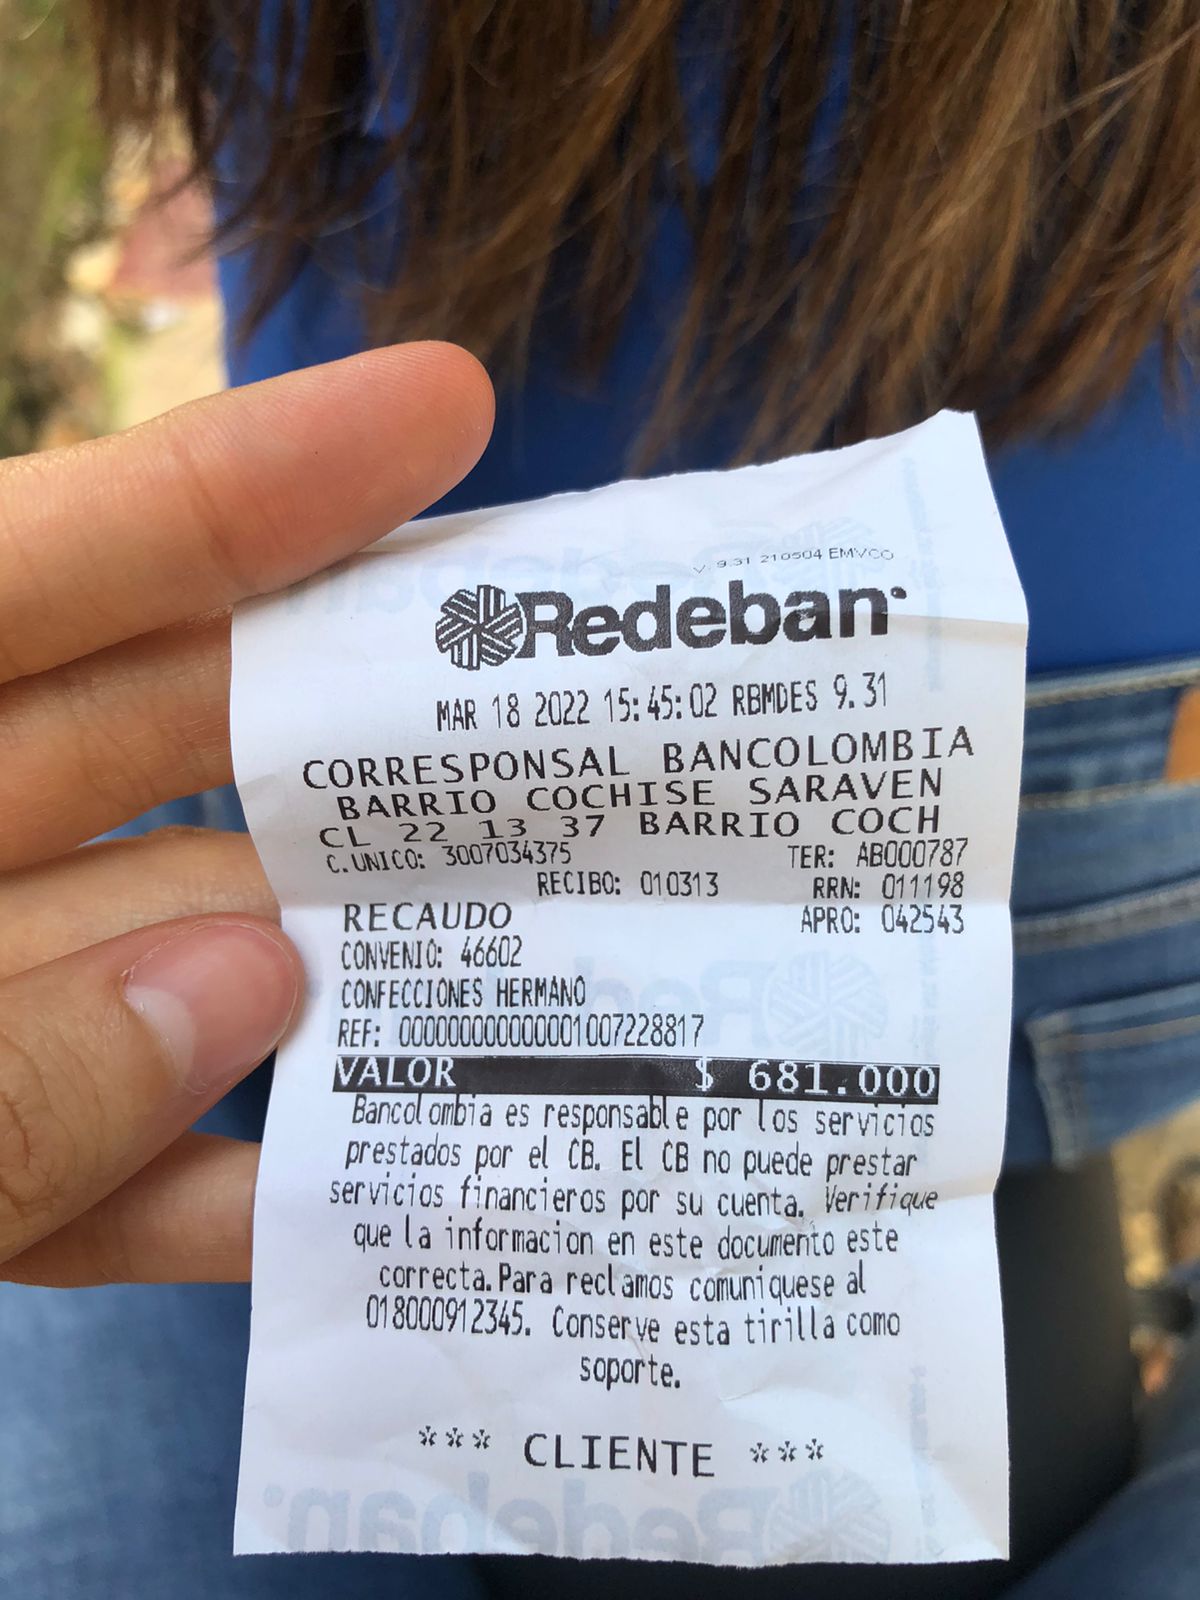 V. 9.31 210504 EMVCO
Redeban
MAR 18 2022 15:45:02 RBMDES 9.31
CORRESPONSAL BANCOLOMBIA
BARRIO COCHISE SARAVEN
CL 22 13 37 BARRIO COCH
C.UNICO: 3007034375 TER: AB000787
RECIBO: 010313 RRN: 011198
RECAUDO APRO: 042543
CONVENIO: 46602
CONFECCIONES HERMANO
REF: 00000000000001007228817
VALOR $ 681.000
Bancolombia es responsable por los servicios
prestados por el CB. El CB no puede prestar
servicios financieros por su cuenta. Verifique
que la informacion en este documento este
correcta.Para reclamos comuniquese al
018000912345. Conserve esta tirilla como
soporte.
*** CLIENTE ***